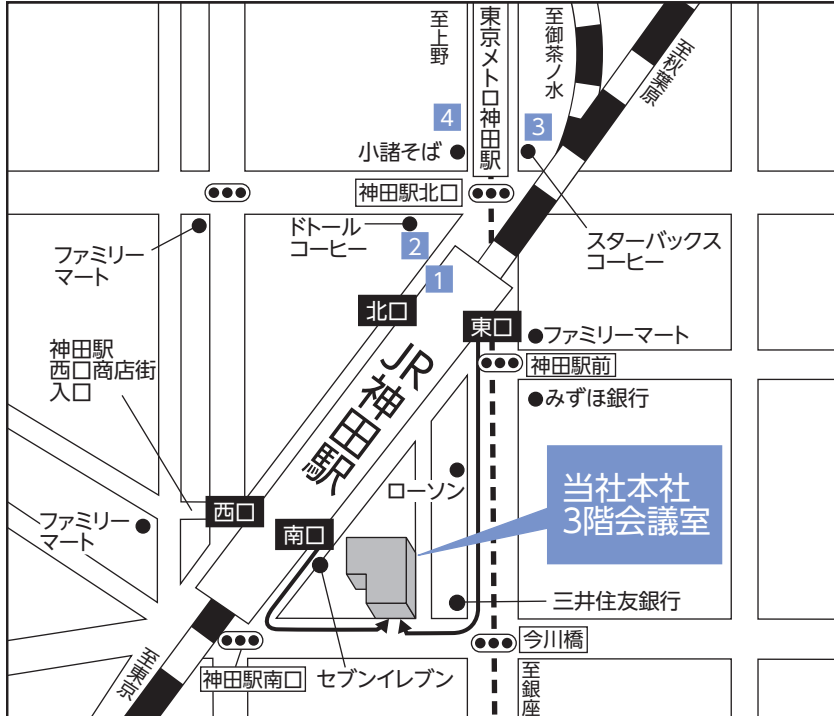 至上野
東京メトロ神田駅
至御茶ノ水
至秋葉原
4
3
小諸そば
神田駅北口
ドトール
コーヒー
2
1
スターバックス
コーヒー
ファミリー
マート
北口
東口
ファミリーマート
神田駅前
神田駅
西口商店街
入口
JR神田駅
みずほ銀行
ローソン
当社本社
3階会議室
西口
南口
ファミリー
マート
三井住友銀行
今川橋
至東京
神田駅南口
セブンイレブン
至銀座